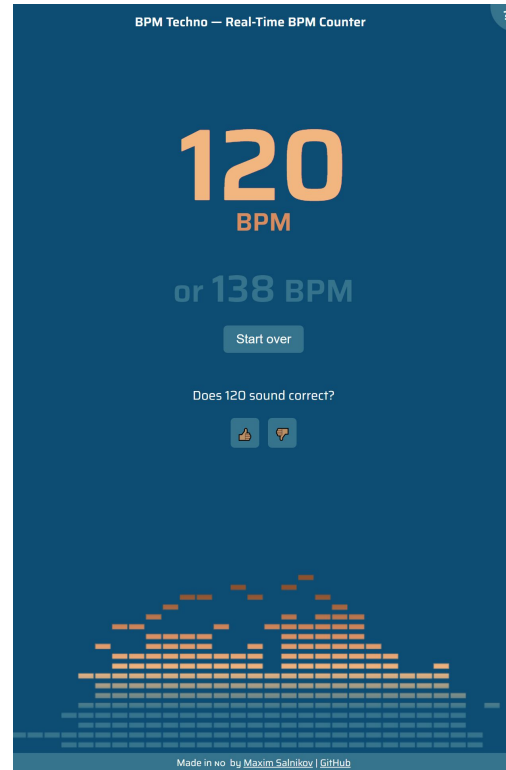 BPM Techno — Real-Time BPM Counter
?
120
BPM
or 138 BPM
Start over
Does 120 sound correct?
Made in NO by Maxim Salnikov | GitHub